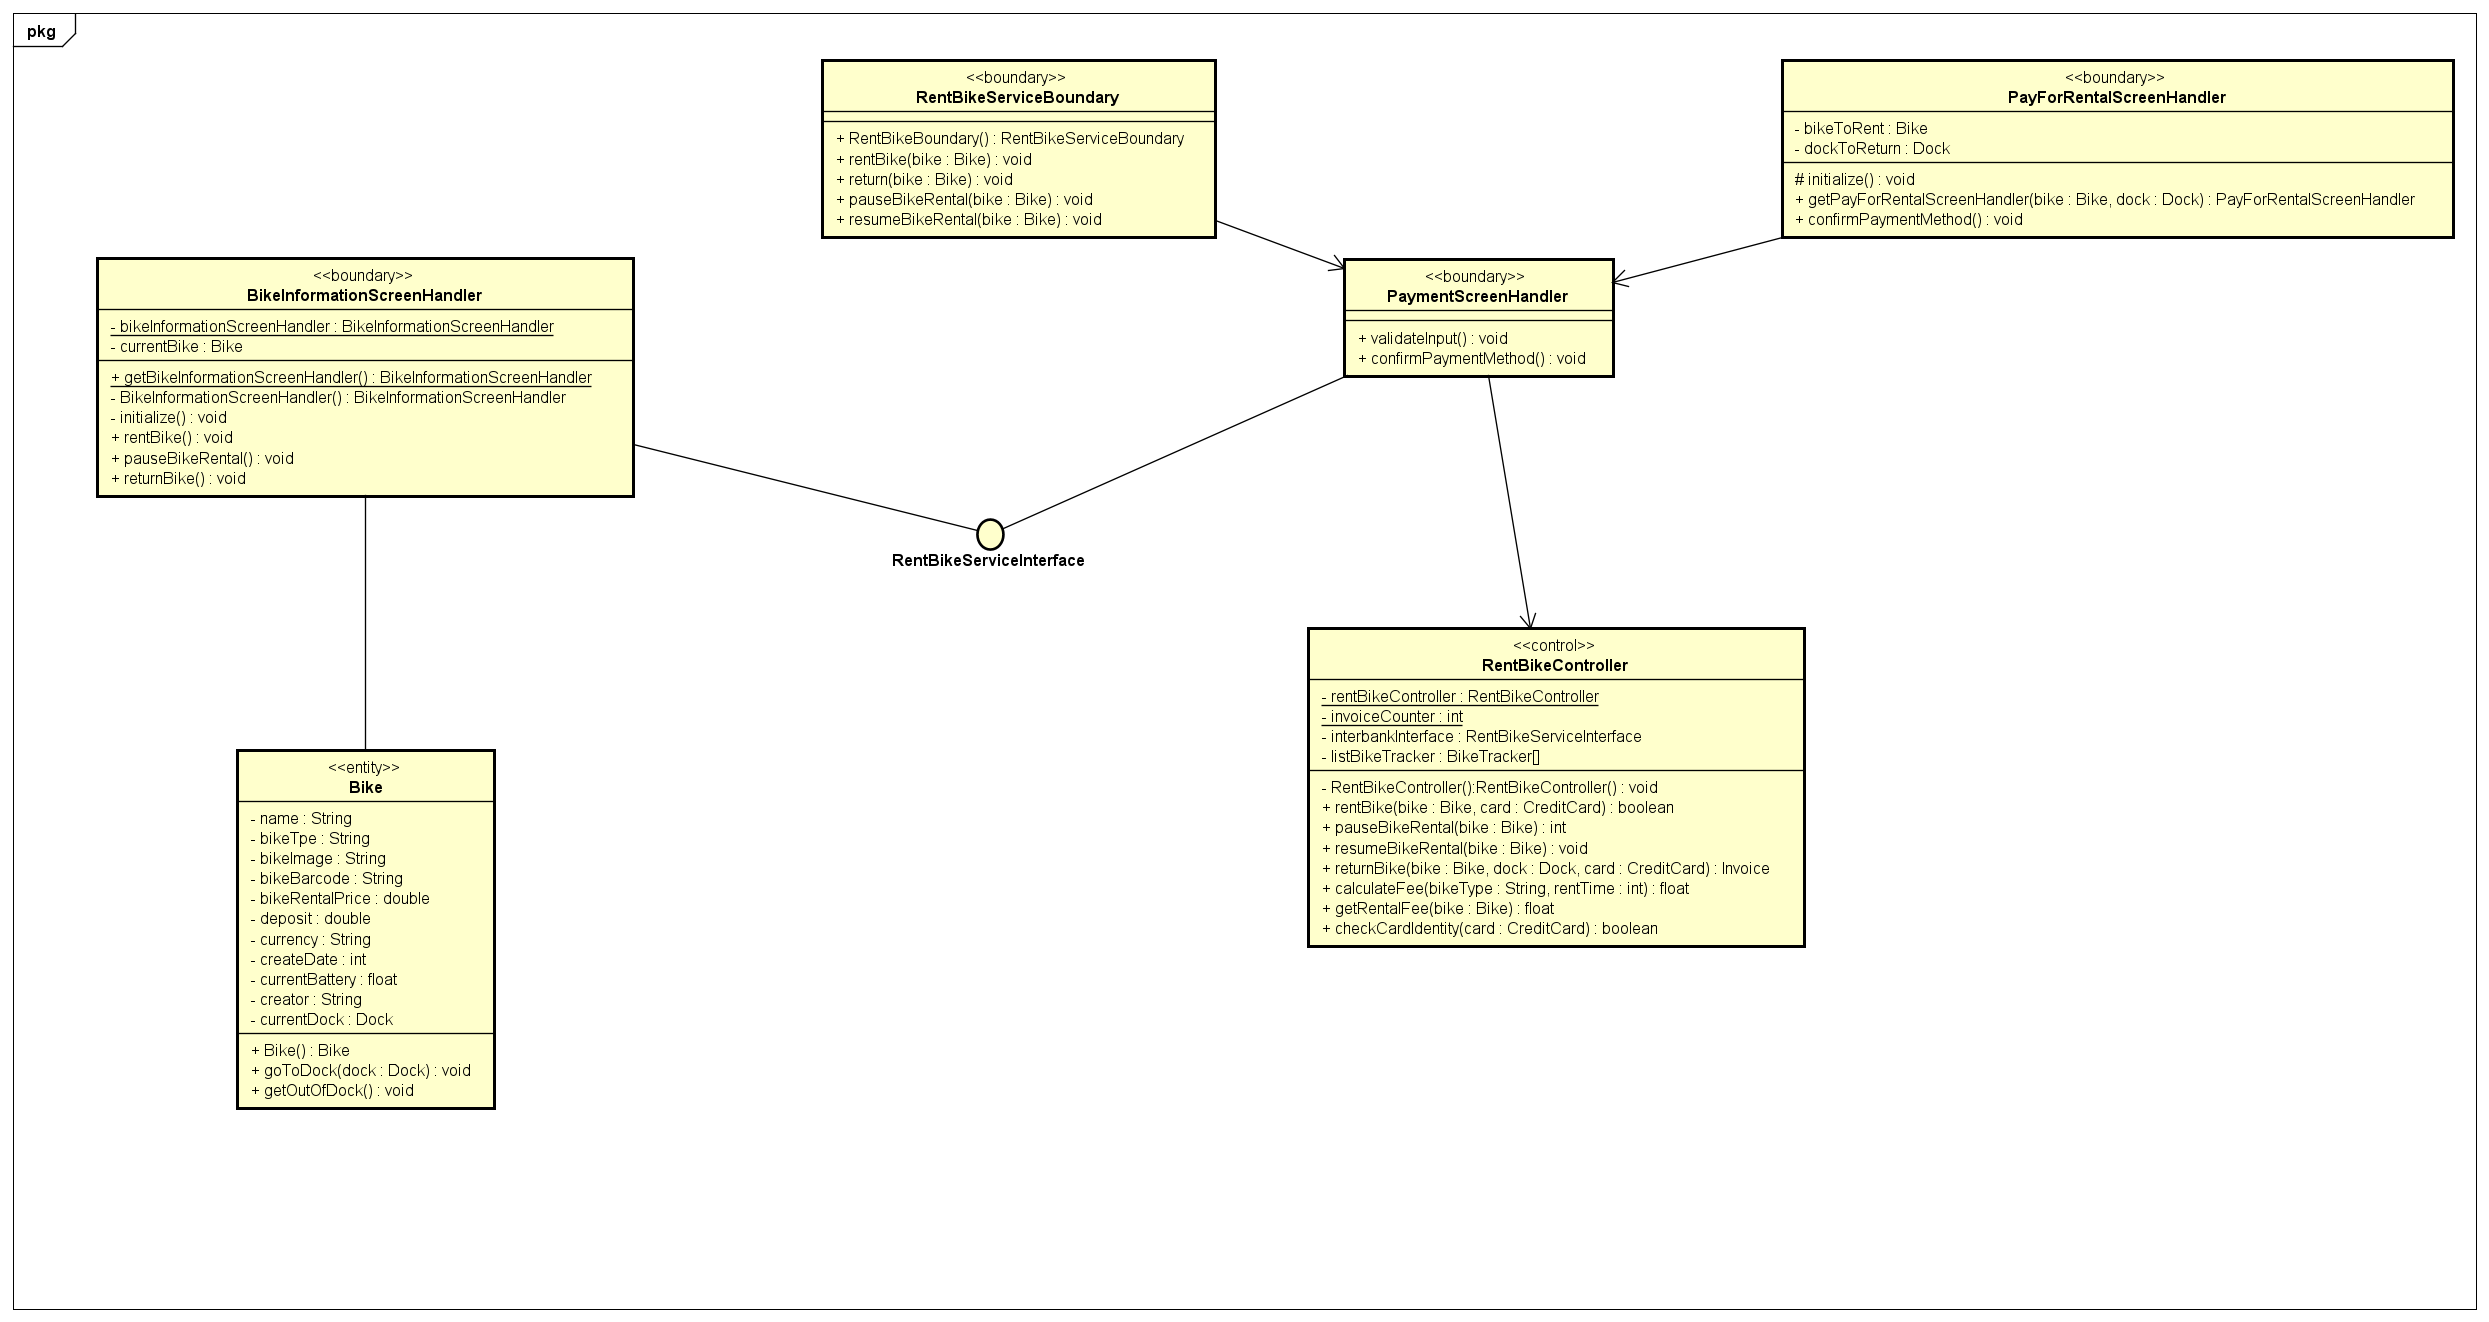 pkg
<<boundary>>
RentBikeServiceBoundary
+ RentBikeBoundary() : RentBikeServiceBoundary
+ rentBike(bike : Bike) : void
+ return(bike : Bike) : void
+ pauseBikeRental(bike : Bike) : void
+ resumeBikeRental(bike : Bike) : void
<<boundary>>
PayForRentalScreenHandler
- bikeToRent : Bike
- dockToReturn : Dock
# initialize() : void
+ getPayForRentalScreenHandler(bike : Bike, dock : Dock) : PayForRentalScreenHandler
+ confirmPaymentMethod() : void
<<boundary>>
BikeInformationScreenHandler
- bikeInformationScreenHandler : BikeInformationScreenHandler
- currentBike : Bike
+ getBikeInformationScreenHandler() : BikeInformationScreenHandler
- BikeInformationScreenHandler() : BikeInformationScreenHandler
- initialize() : void
+ rentBike() : void
+ pauseBikeRental() : void
+ returnBike() : void
<<boundary>>
PaymentScreenHandler
+ validateInput() : void
+ confirmPaymentMethod() : void
RentBikeServiceInterface
<<control>>
RentBikeController
- rentBikeController : RentBikeController
- invoiceCounter : int
- interbankInterface : RentBikeServiceInterface
- listBikeTracker : BikeTracker[]
- RentBikeController():RentBikeController() : void
+ rentBike(bike : Bike, card : CreditCard) : boolean
+ pauseBikeRental(bike : Bike) : int
+ resumeBikeRental(bike : Bike) : void
+ returnBike(bike : Bike, dock : Dock, card : CreditCard) : Invoice
+ calculateFee(bikeType : String, rentTime : int) : float
+ getRentalFee(bike : Bike) : float
+ checkCardIdentity(card : CreditCard) : boolean
<<entity>>
Bike
- name : String
- bikeTpe : String
- bikeImage : String
- bikeBarcode : String
- bikeRentalPrice : double
- deposit : double
- currency : String
- createDate : int
- currentBattery : float
- creator : String
- currentDock : Dock
+ Bike() : Bike
+ goToDock(dock : Dock) : void
+ getOutOfDock() : void